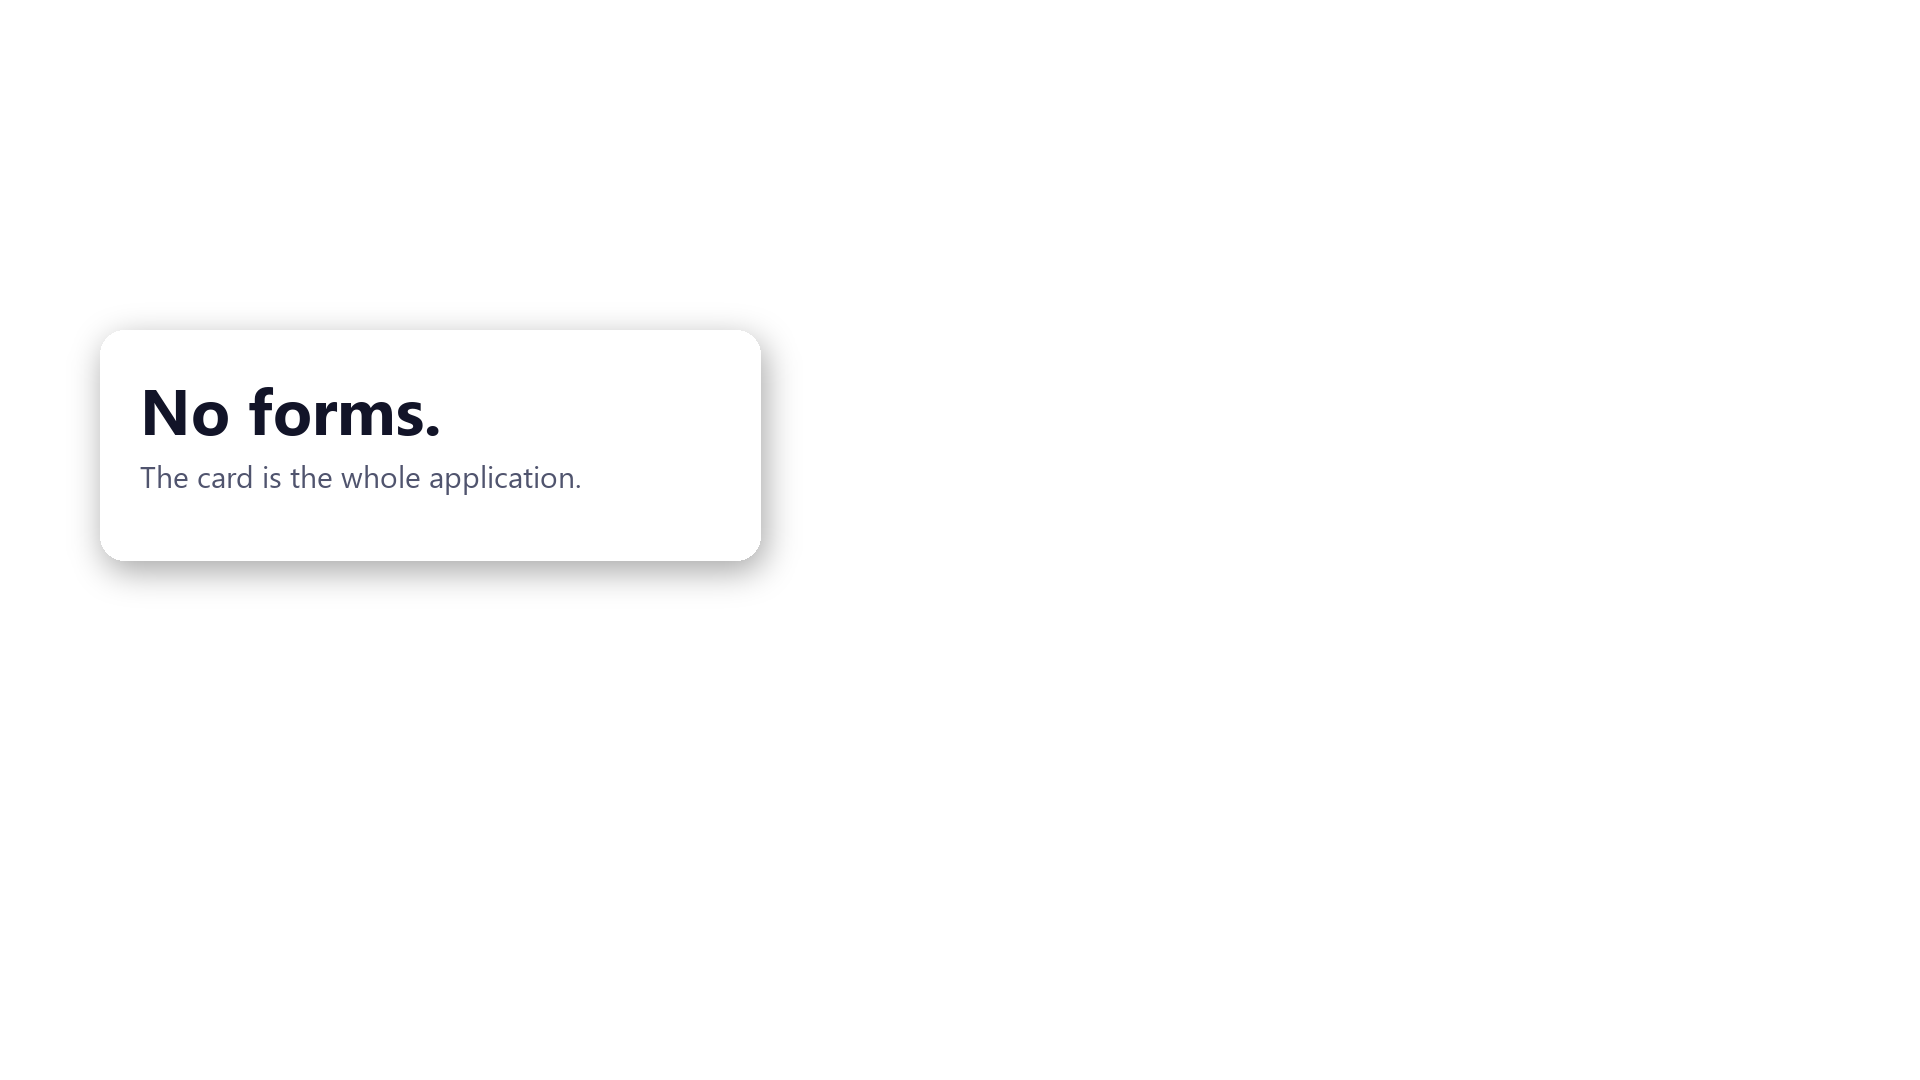 No forms.
The card is the whole application.